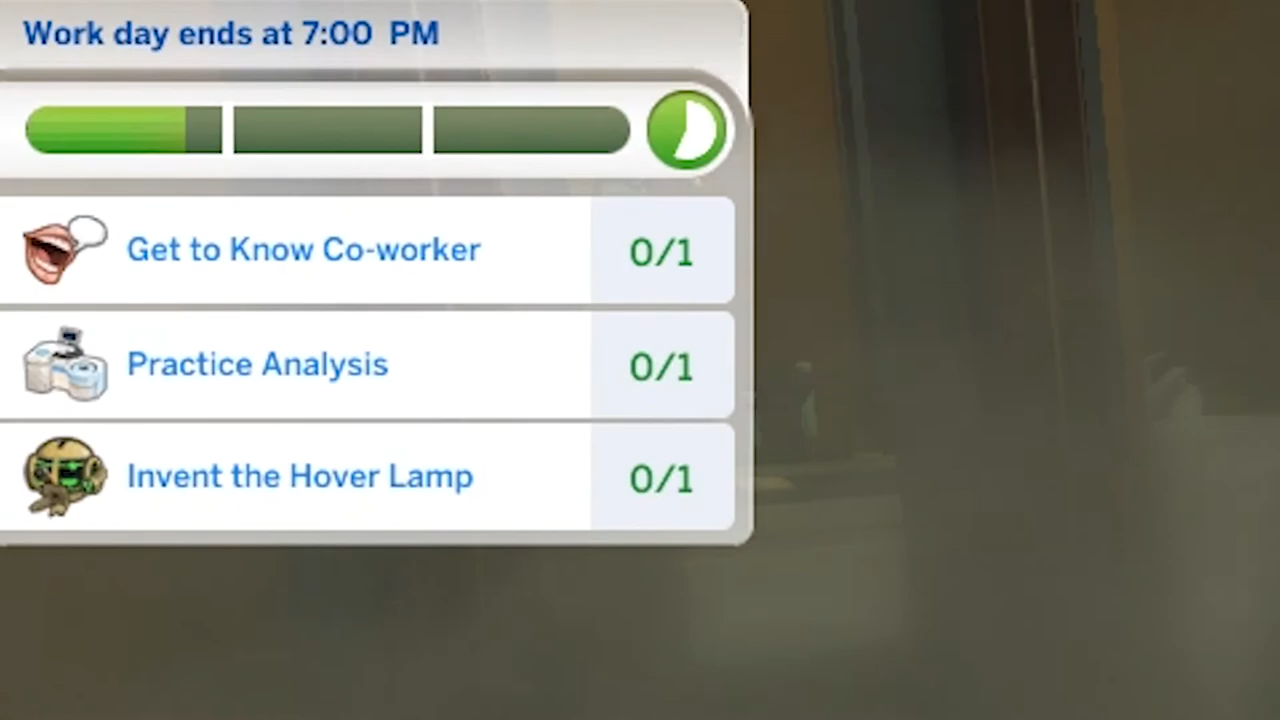 Work day ends at 7:00 PM
Get to Know Co-worker 0/1
Practice Analysis 0/1
Invent the Hover Lamp 0/1